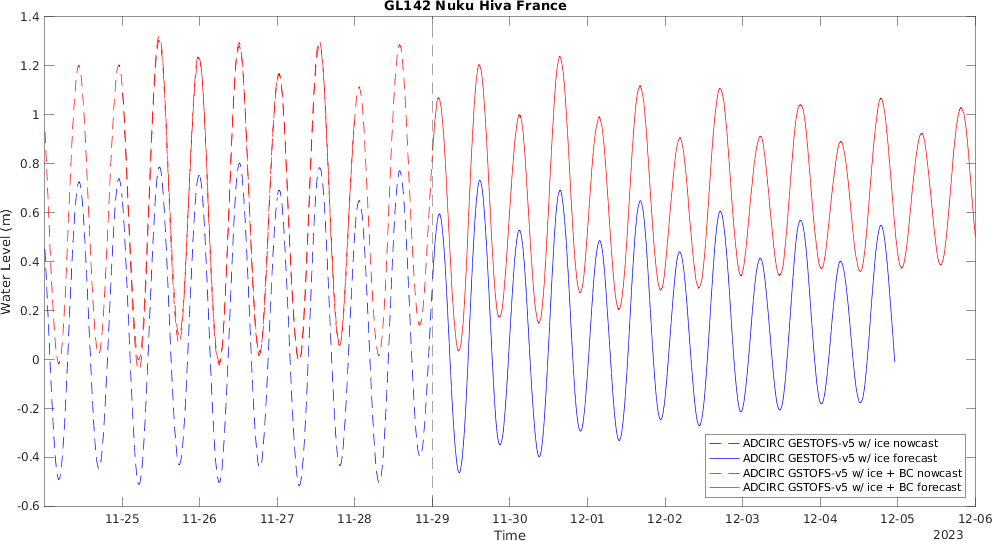 GL142 Nuku Hiva France
1.4
1.2
1
0.8
0.6
0.4
0.2
0
-0.2
-0.4
-0.6
Water Level (m)
11-25 11-26 11-27 11-28 11-29 11-30 12-01 12-02 12-03 12-04 12-05 12-06
Time
2023
ADCIRC GESTOFS-v5 w/ ice nowcast
ADCIRC GESTOFS-v5 w/ ice forecast
ADCIRC GSTOFS-v5 w/ ice + BC nowcast
ADCIRC GSTOFS-v5 w/ ice + BC forecast